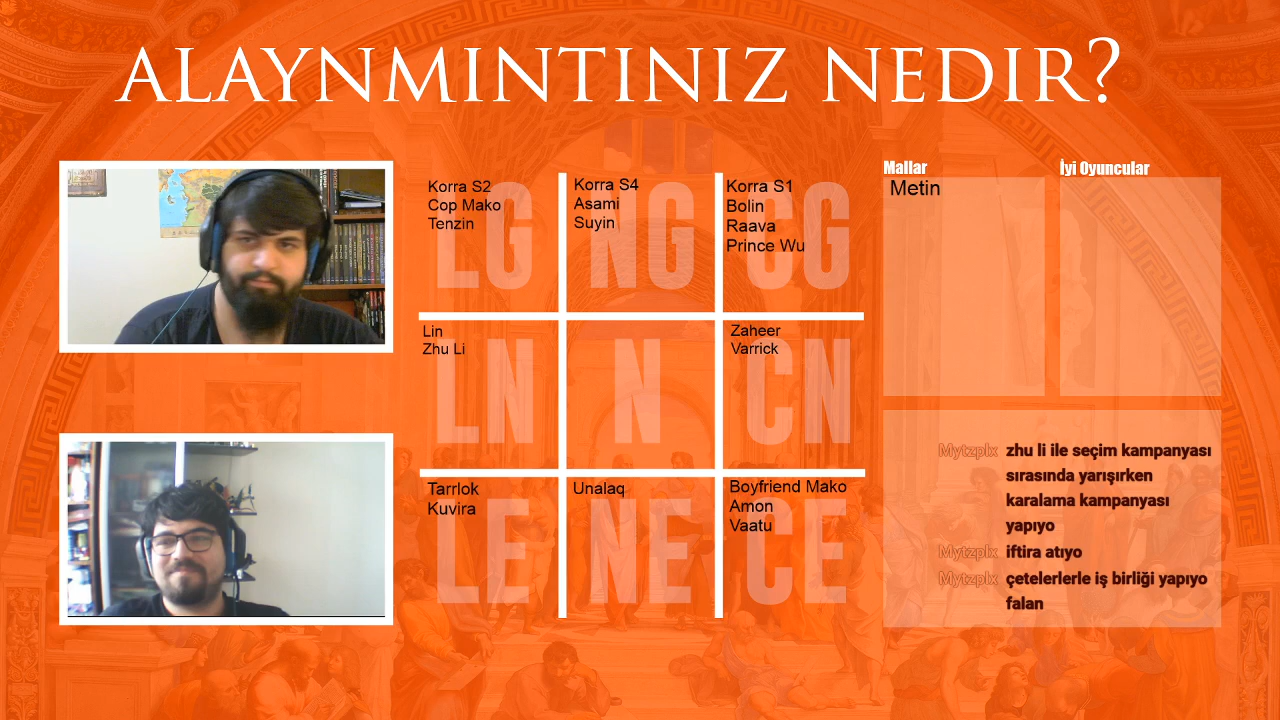 ALAYNMINTINIZ NEDIR?
Korra S2
Cop Mako
Tenzin
LG
Korra S4
Asami
Suyin
NG
Korra S1
Bolin
Raava
Prince Wu
CG
Lin
Zhu Li
LN
N
Zaheer
Varrick
CN
Tarrlok
Kuvira
LE
Unalaq
NE
Boyfriend Mako
Amon
Vaatu
CE
Mallar
Metin
İyi Oyuncular
Mytzplx zhu li ile seçim kampanyası
sırasında yarışırken
karalama kampanyası
yapıyo
Mytzplx iftira atıyo
Mytzplx çetelerlerle iş birliği yapıyo
falan